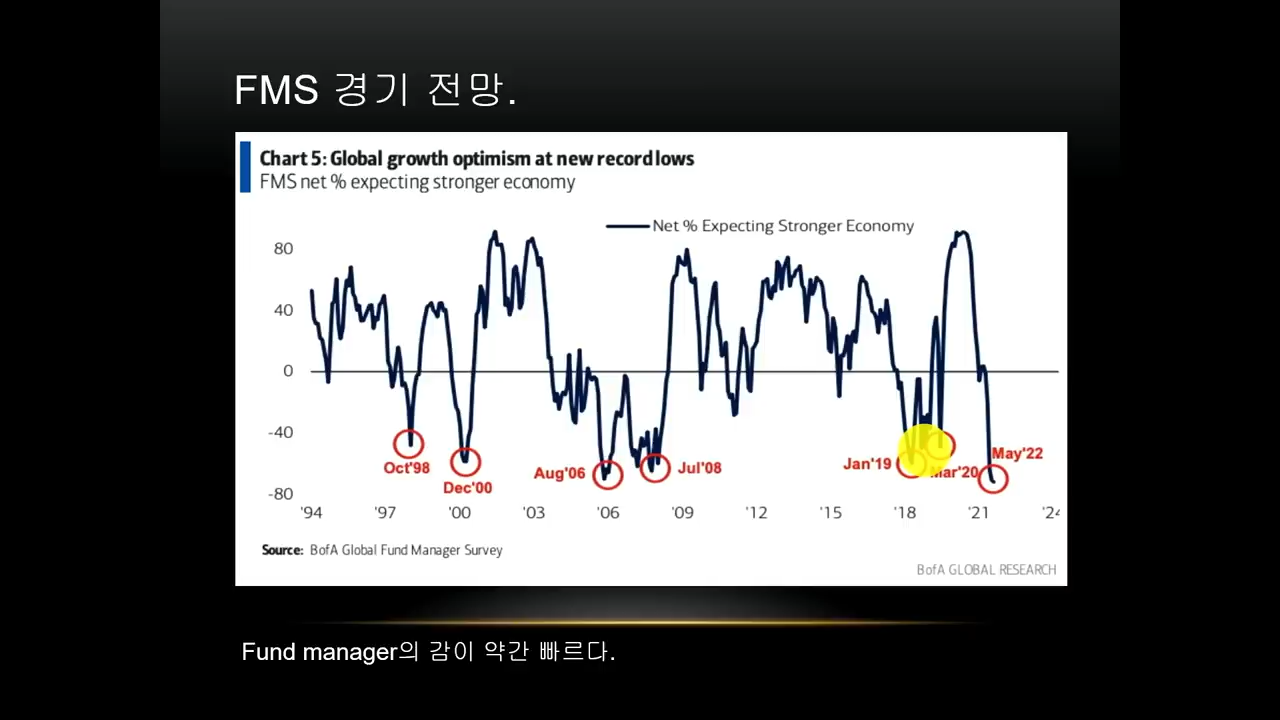 FMS 경기 전망.
Chart 5: Global growth optimism at new record lows
FMS net % expecting stronger economy
Net % Expecting Stronger Economy
80
40
0
-40
-80
Oct'98
Dec'00
Aug'06
Jul'08
Jan'19
Mar'20
May'22
'94 '97 '00 '03 '06 '09 '12 '15 '18 '21 '24
Source: BofA Global Fund Manager Survey
BofA GLOBAL RESEARCH
Fund manager의 감이 약간 빠르다.